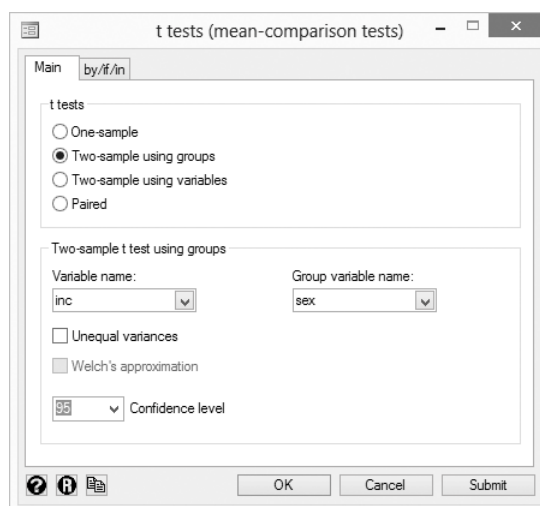 t tests (mean-comparison tests)
Main by/if/in
t tests
One-sample
Two-sample using groups
Two-sample using variables
Paired
Two-sample t test using groups
Variable name: Group variable name:
inc sex
Unequal variances
Welch's approximation
95 Confidence level
? R OK Cancel Submit